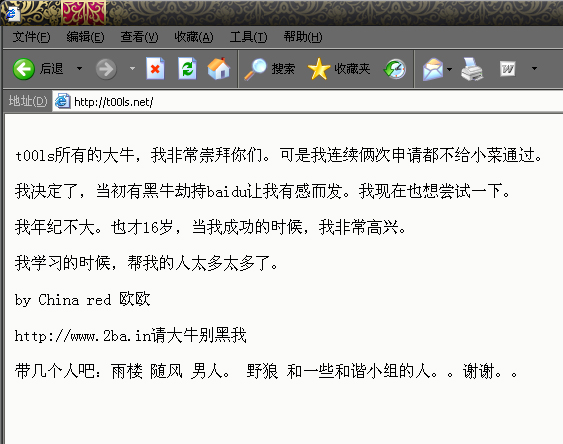 文件(F) 编辑(E) 查看(V) 收藏(A) 工具(T) 帮助(H)
后退 搜索 收藏夹
地址(D) http://t00ls.net/
t00ls所有的大牛，我非常崇拜你们。可是我连续俩次申请都不给小菜通过。
我决定了，当初有黑牛劫持baidu让我有感而发。我现在也想尝试一下。
我年纪不大。也才16岁，当我成功的时候，我非常高兴。
我学习的时候，帮我的人太多太多了。
by China red 欧欧
http://www.2ba.in请大牛别黑我
带几个人吧：雨楼 随风 男人。 野狼 和一些和谐小组的人。。谢谢。。